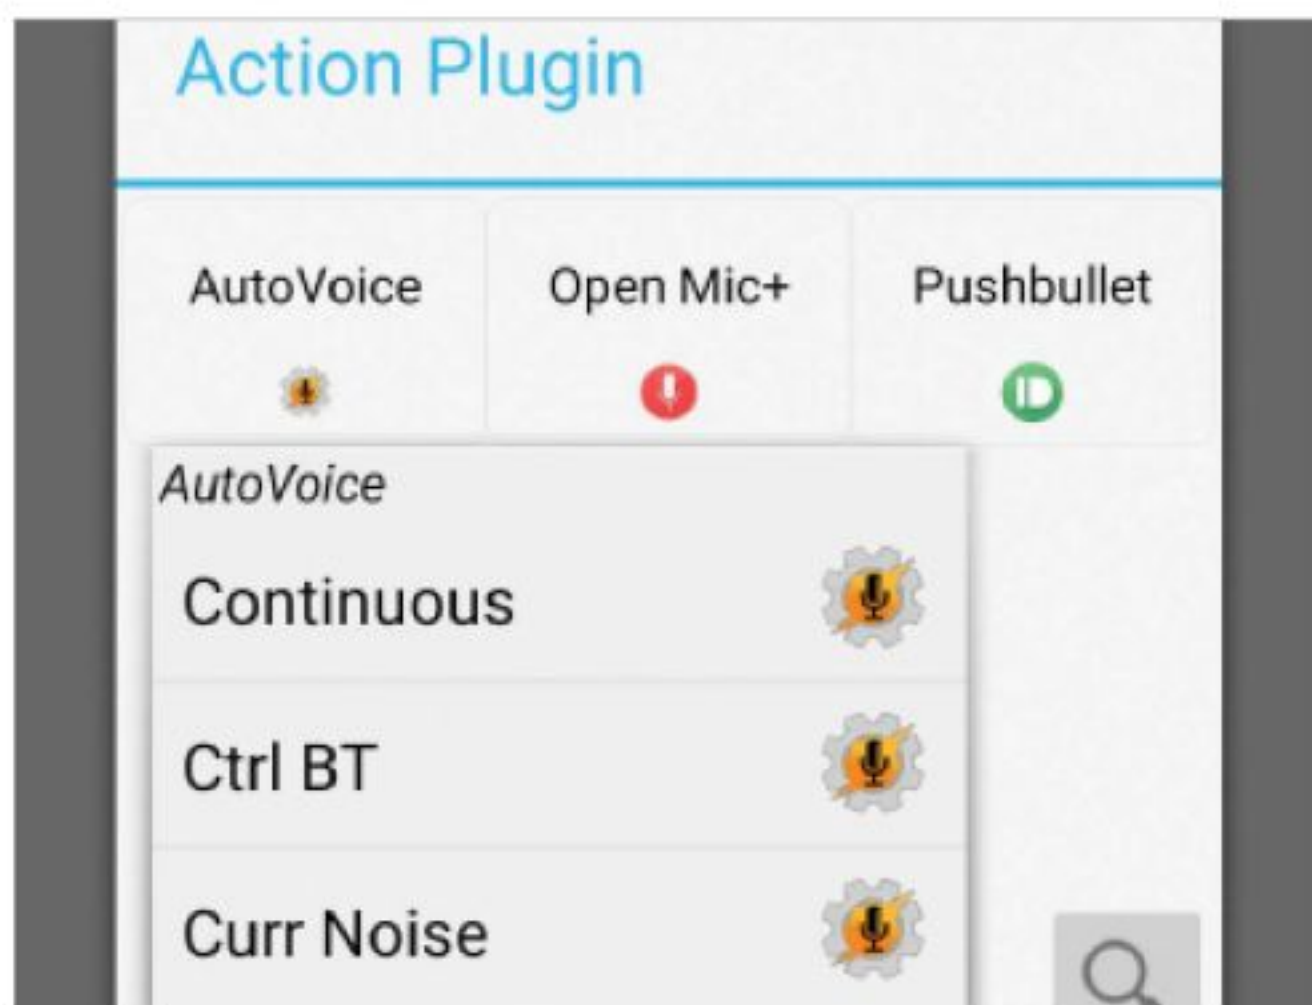 Action Plugin
AutoVoice Open Mic+ Pushbullet
AutoVoice
Continuous
Ctrl BT
Curr Noise